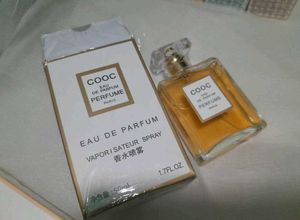 COOC
EAU
DE PARFUM
PERFUME
PARIS
EAU DE PARFUM
VAPORISATEUR SPRAY
香水喷雾
1.7FL.OZ.
COOC
EAU
DE PARFUM
PERFUME
PARIS